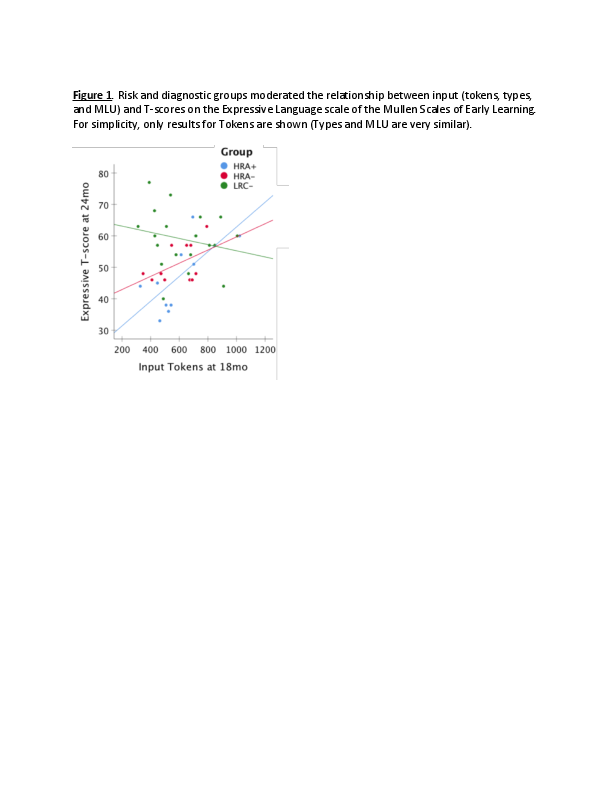 Figure 1. Risk and diagnostic groups moderated the relationship between input (tokens, types,
and MLU) and T-scores on the Expressive Language scale of the Mullen Scales of Early Learning.
For simplicity, only results for Tokens are shown (Types and MLU are very similar).
Group
HRA+
HRA-
LRC-
80
70
60
50
40
30
Expressive T-score at 24mo
200 400 600 800 1000 1200
Input Tokens at 18mo